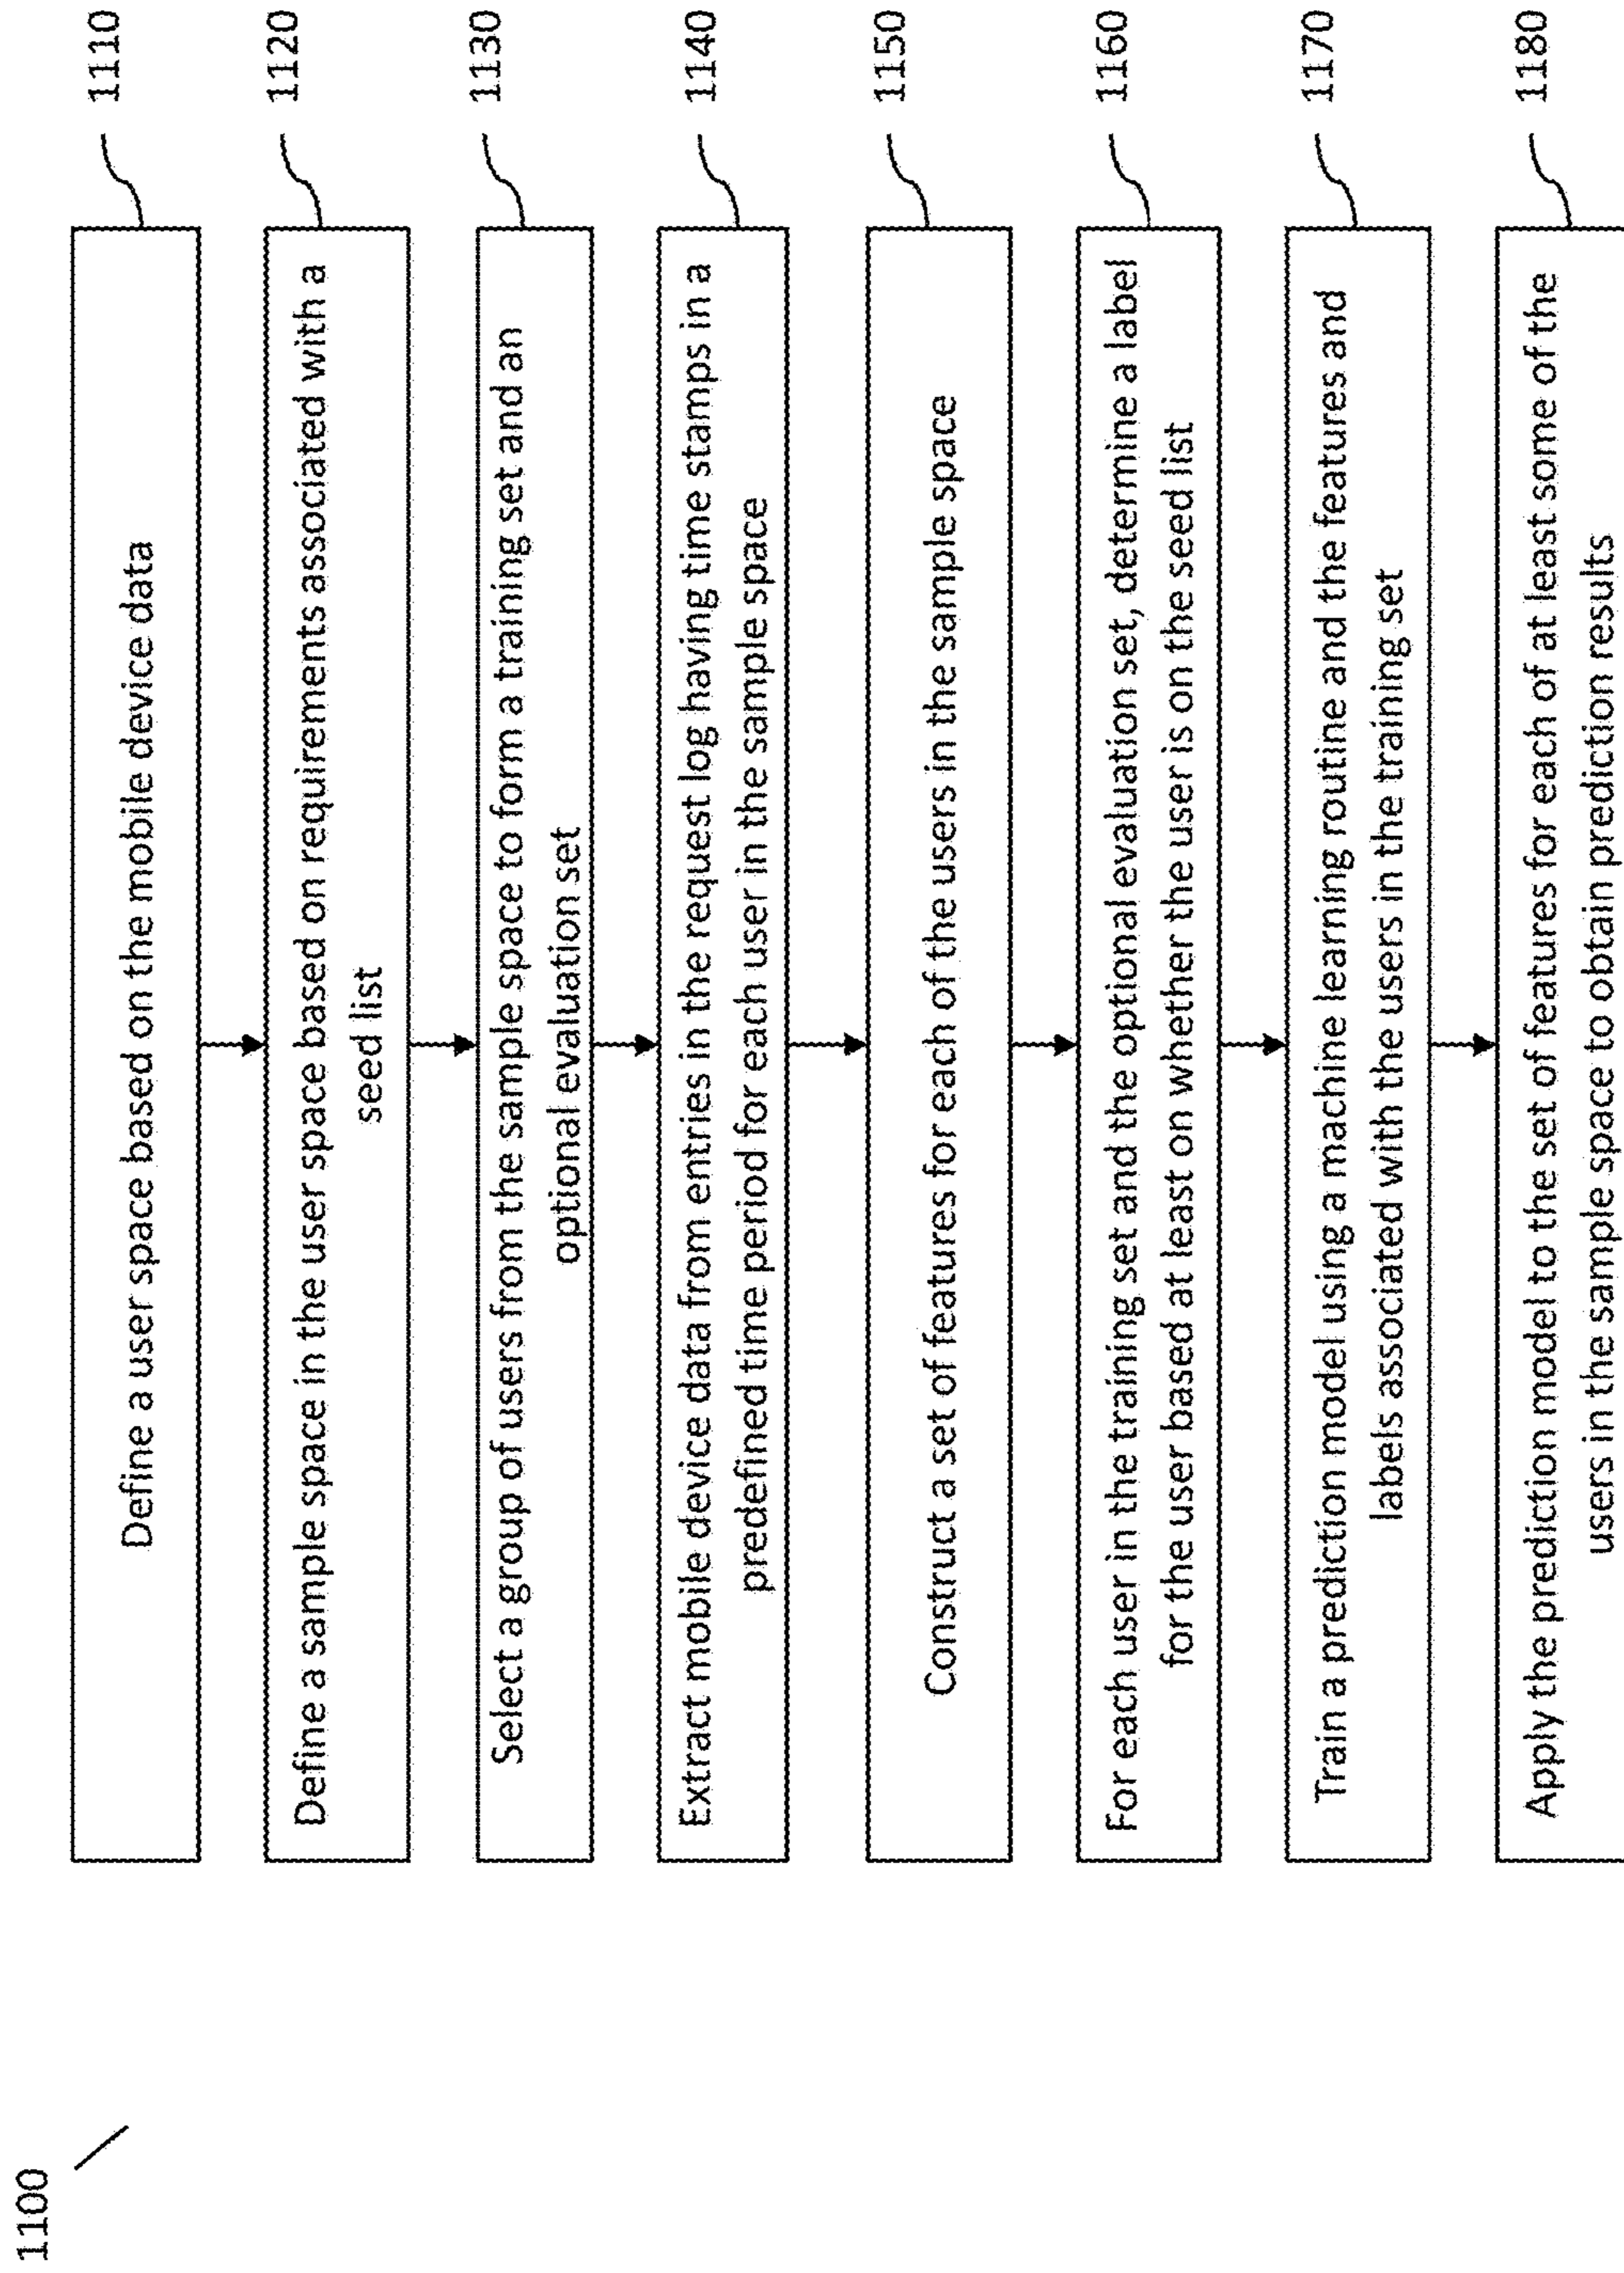 1100
Define a user space based on the mobile device data
1110
Define a sample space in the user space based on requirements associated with a
seed list
1120
Select a group of users from the sample space to form a training set and an
optional evaluation set
1130
Extract mobile device data from entries in the request log having time stamps in a
predefined time period for each user in the sample space
1140
Construct a set of features for each of the users in the sample space
1150
For each user in the training set and the optional evaluation set, determine a label
for the user based at least on whether the user is on the seed list
1160
Train a prediction model using a machine learning routine and the features and
labels associated with the users in the training set
1170
Apply the prediction model to the set of features for each of at least some of the
users in the sample space to obtain prediction results
1180